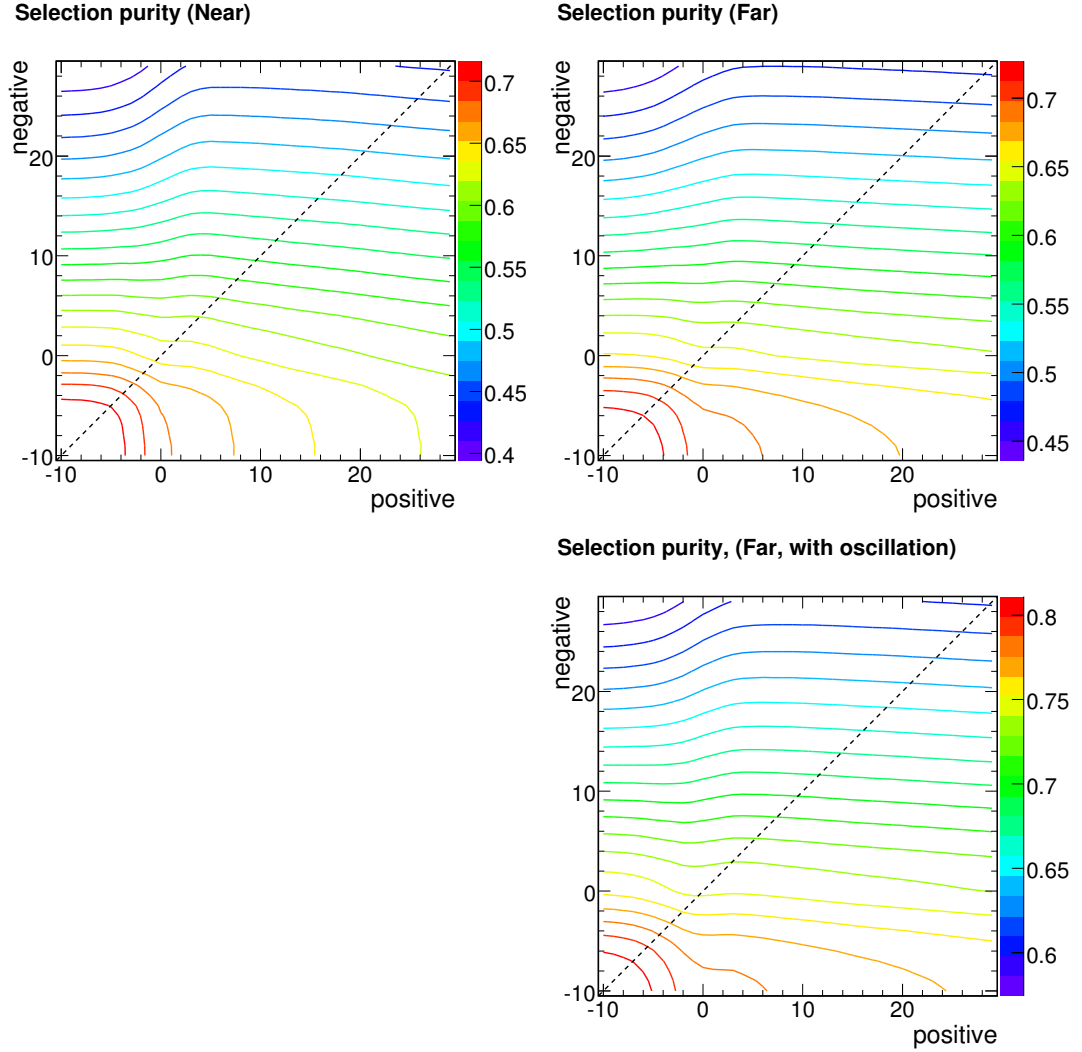 Selection purity (Near)
negative
20
10
0
-10
-10 0 10 20
positive
0.7
0.65
0.6
0.55
0.5
0.45
0.4
Selection purity (Far)
negative
20
10
0
-10
-10 0 10 20
positive
0.7
0.65
0.6
0.55
0.5
0.45
Selection purity, (Far, with oscillation)
negative
20
10
0
-10
-10 0 10 20
positive
0.8
0.75
0.7
0.65
0.6